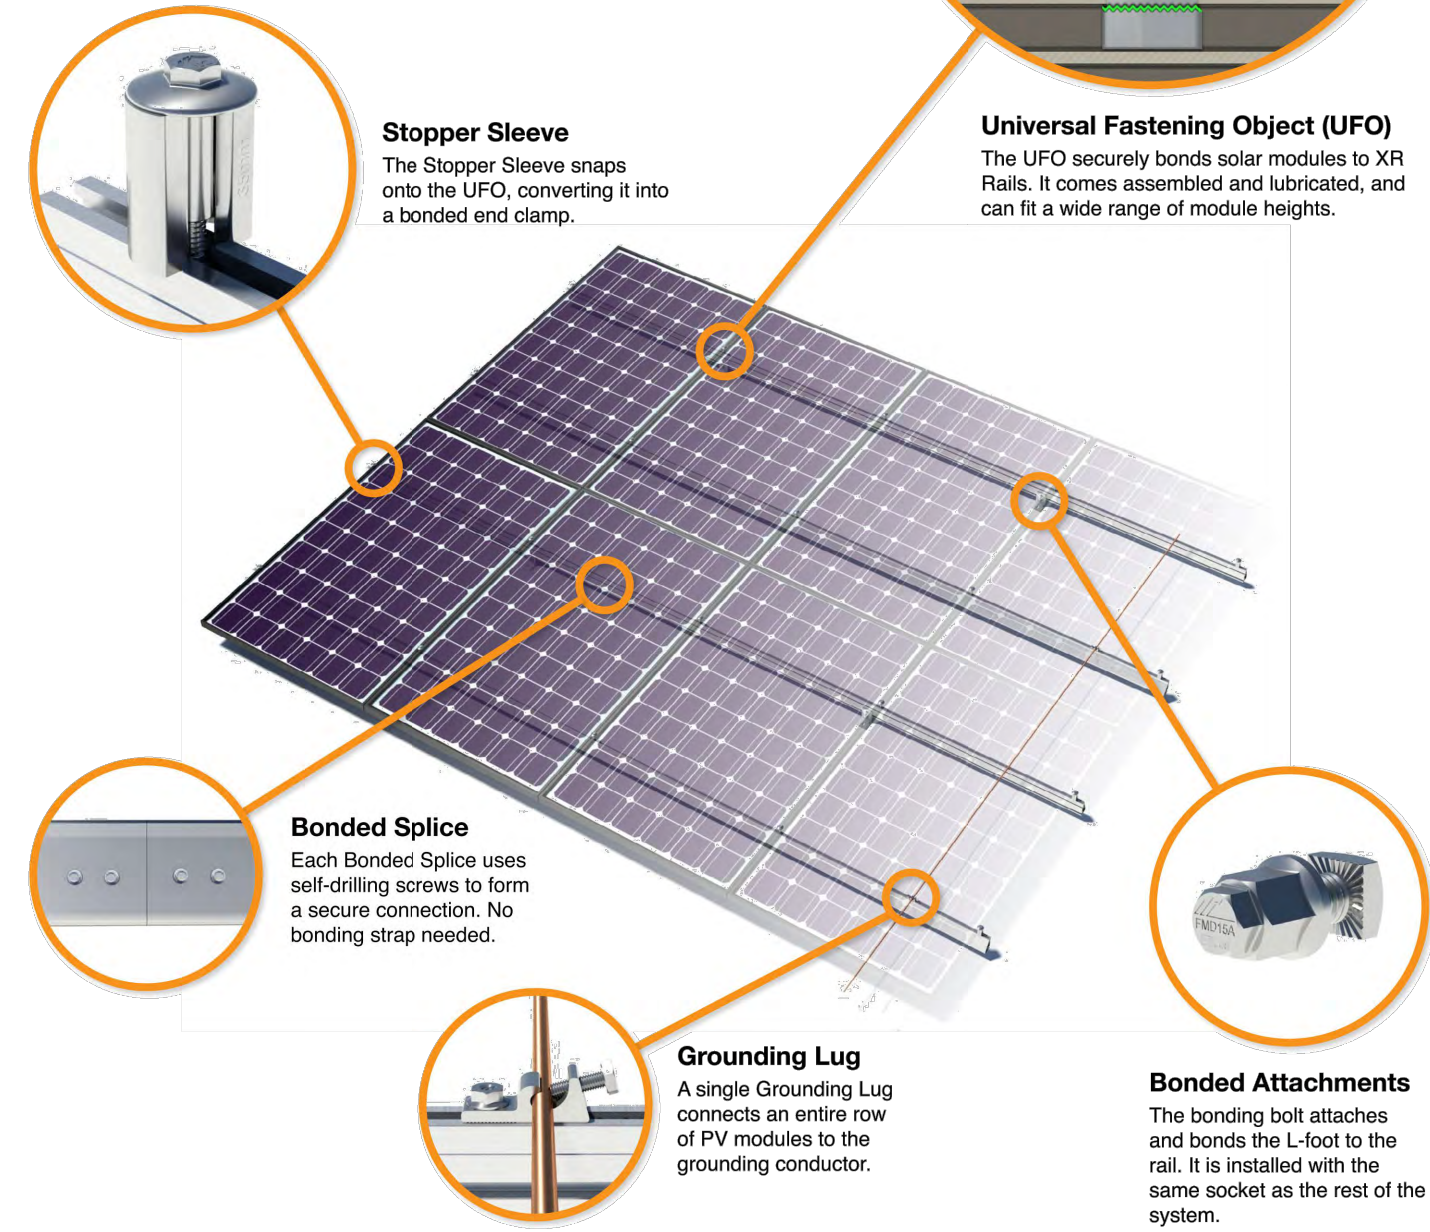 Stopper Sleeve
The Stopper Sleeve snaps
onto the UFO, converting it into
a bonded end clamp.
Universal Fastening Object (UFO)
The UFO securely bonds solar modules to XR
Rails. It comes assembled and lubricated, and
can fit a wide range of module heights.
Bonded Splice
Each Bonded Splice uses
self-drilling screws to form
a secure connection. No
bonding strap needed.
Grounding Lug
A single Grounding Lug
connects an entire row
of PV modules to the
grounding conductor.
FMD15A
Bonded Attachments
The bonding bolt attaches
and bonds the L-foot to the
rail. It is installed with the
same socket as the rest of the
system.